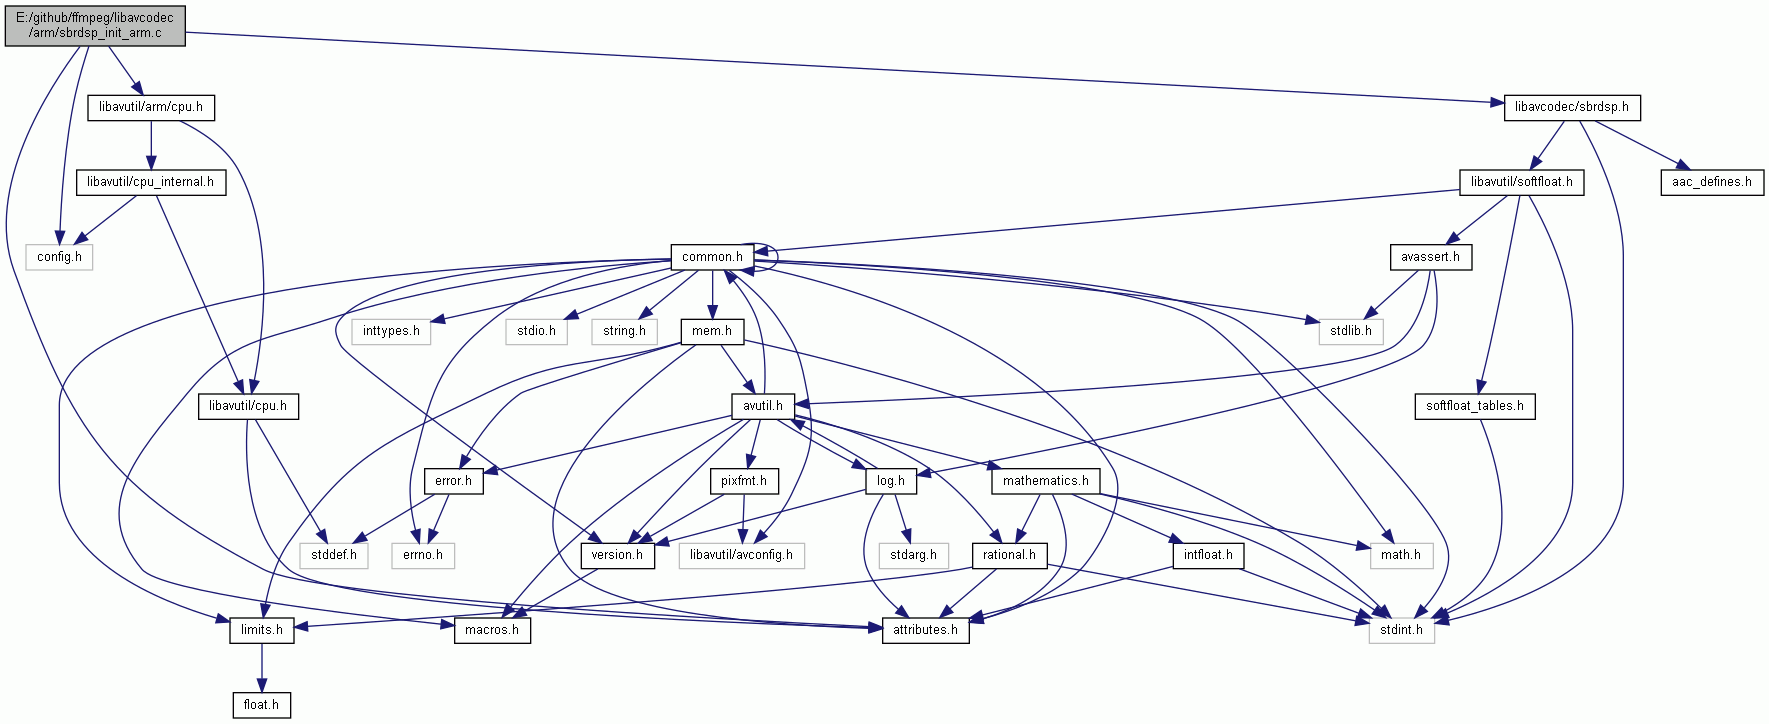 E:/github/ffmpeg/libavcodec
/arm/sbrdsp_init_arm.c
libavutil/arm/cpu.h
libavcodec/sbrdsp.h
libavutil/cpu_internal.h
libavutil/softfloat.h
aac_defines.h
config.h
common.h
avassert.h
inttypes.h
stdio.h
string.h
mem.h
stdlib.h
libavutil/cpu.h
avutil.h
softfloat_tables.h
error.h
pixfmt.h
log.h
mathematics.h
stddef.h
errno.h
version.h
libavutil/avconfig.h
stdarg.h
rational.h
intfloat.h
math.h
limits.h
macros.h
attributes.h
stdint.h
float.h